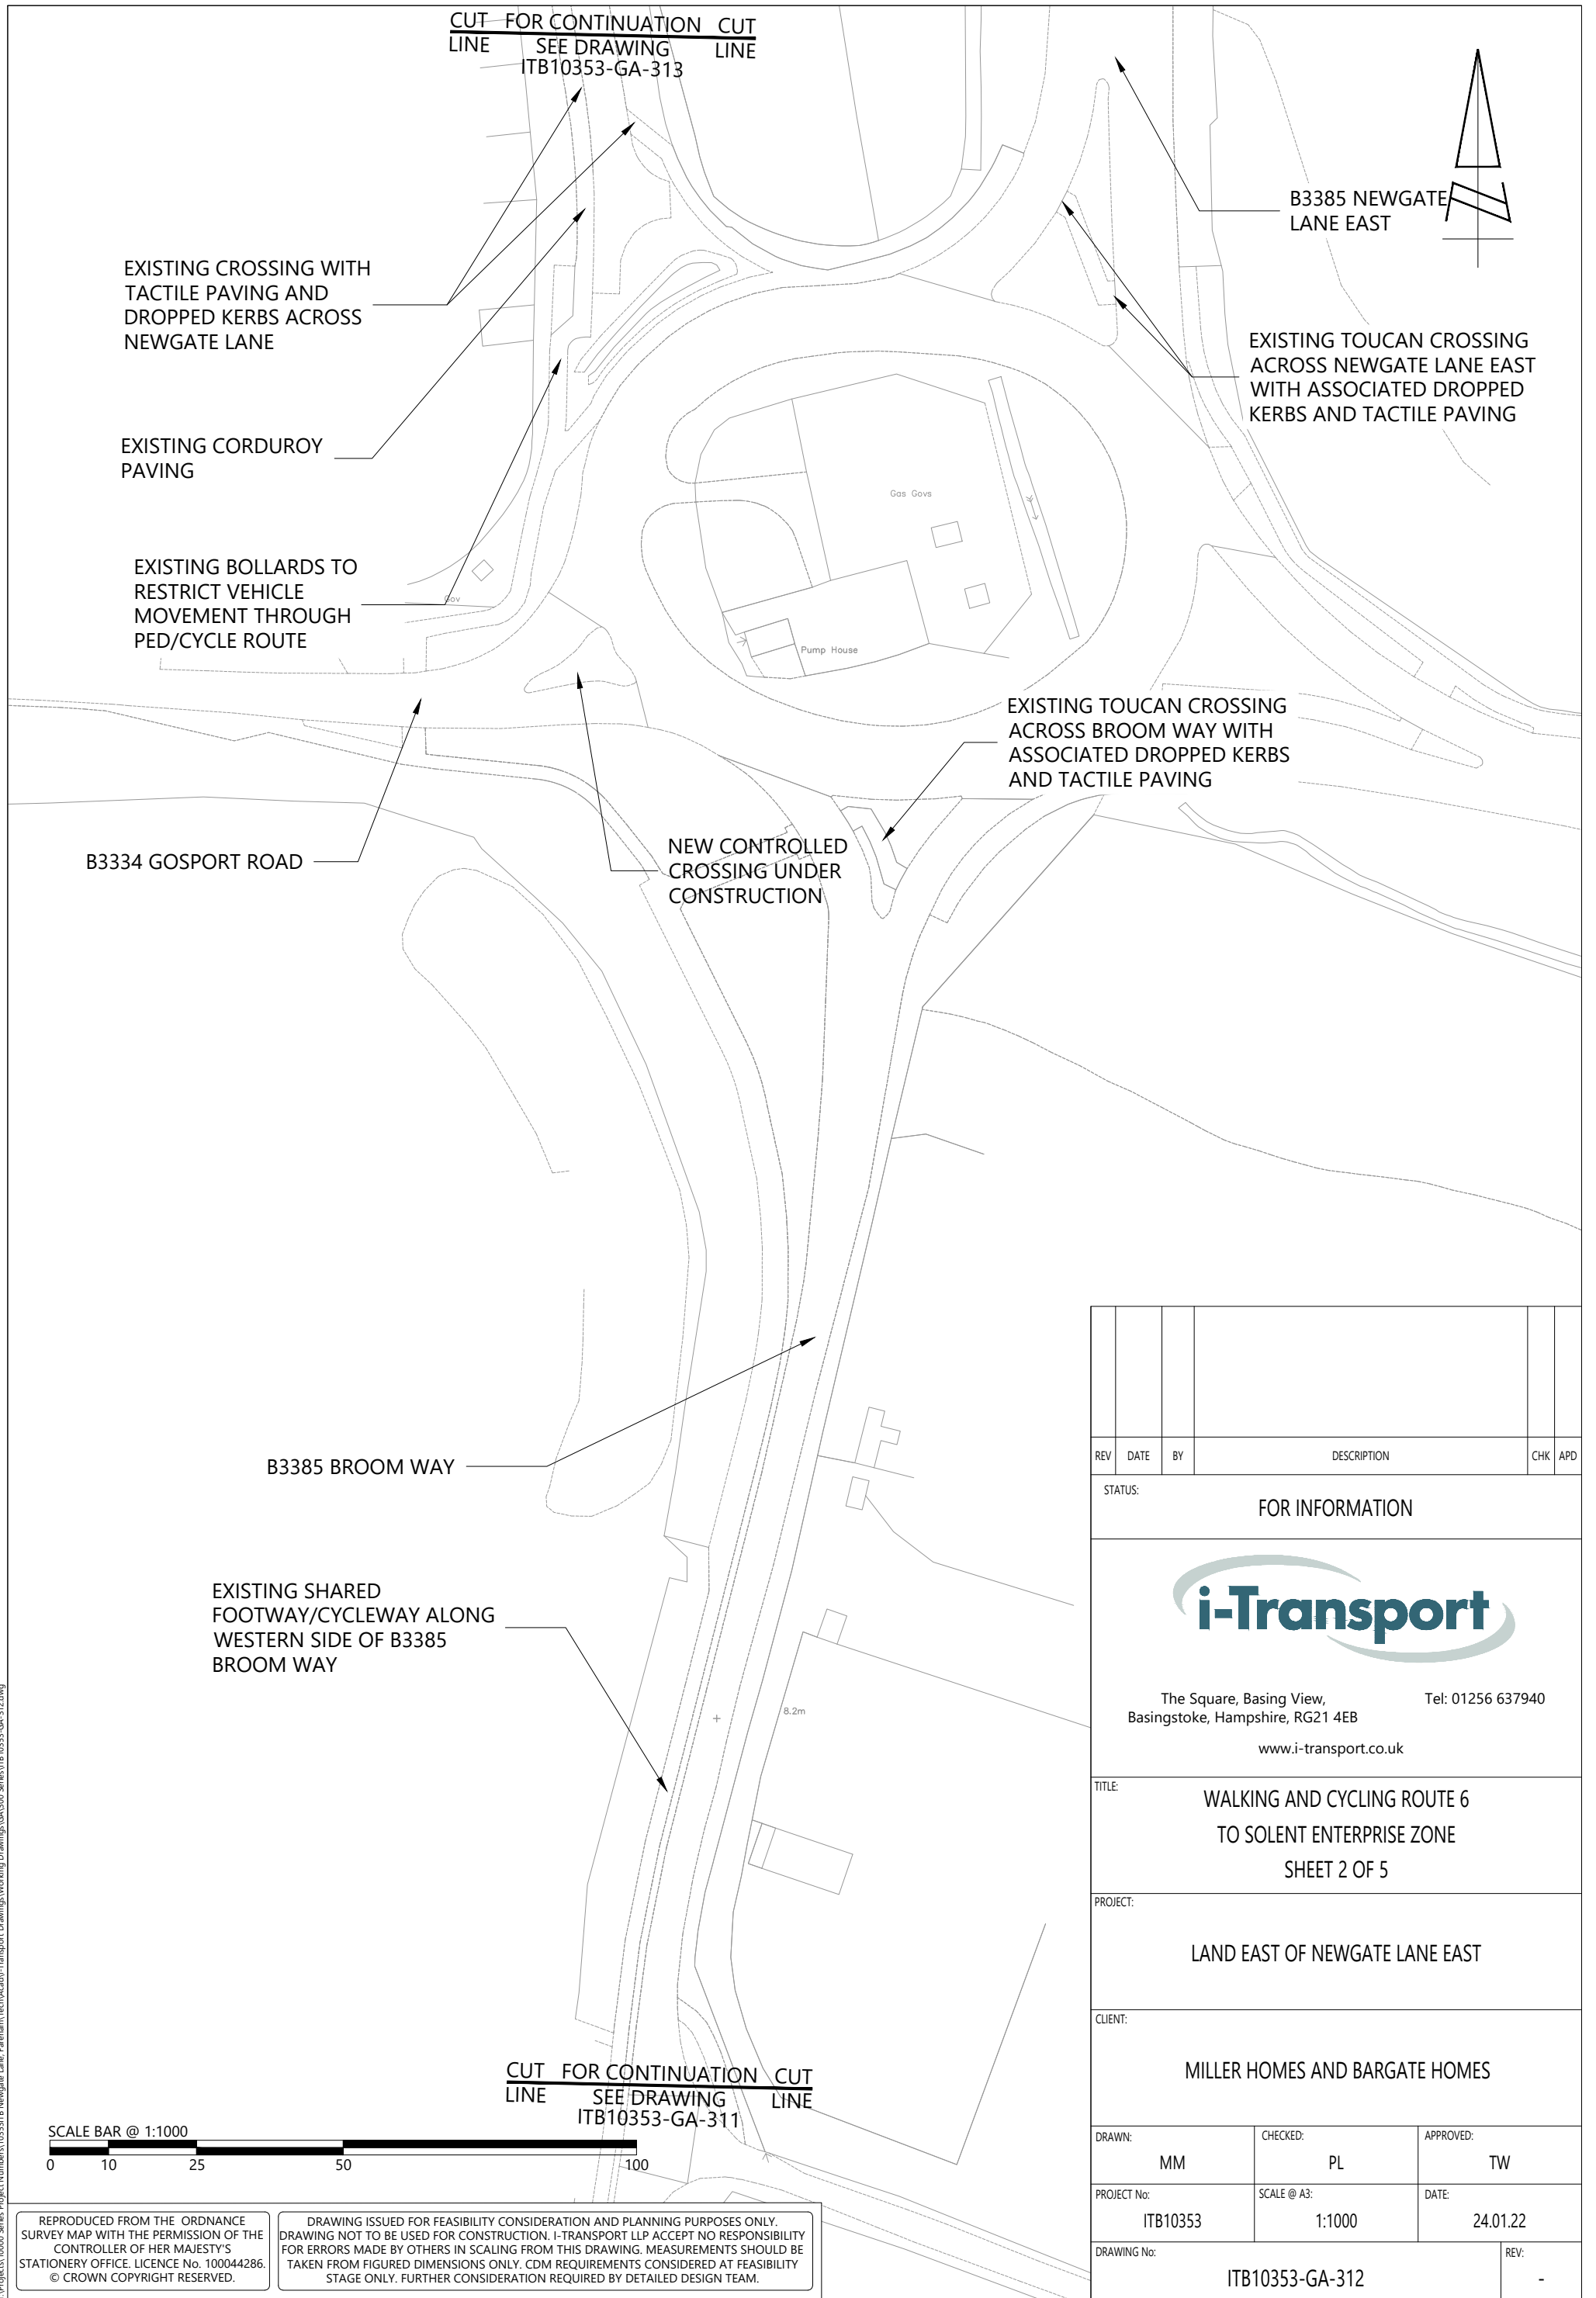 CUT FOR CONTINUATION CUT
LINE SEE DRAWING LINE
ITB10353-GA-313
B3385 NEWGATE
LANE EAST
EXISTING CROSSING WITH
TACTILE PAVING AND
DROPPED KERBS ACROSS
NEWGATE LANE
EXISTING TOUCAN CROSSING
ACROSS NEWGATE LANE EAST
WITH ASSOCIATED DROPPED
KERBS AND TACTILE PAVING
EXISTING CORDUROY
PAVING
Gas Govs
EXISTING BOLLARDS TO
RESTRICT VEHICLE
MOVEMENT THROUGH
PED/CYCLE ROUTE
Gov
Pump House
EXISTING TOUCAN CROSSING
ACROSS BROOM WAY WITH
ASSOCIATED DROPPED KERBS
AND TACTILE PAVING
B3334 GOSPORT ROAD
NEW CONTROLLED
CROSSING UNDER
CONSTRUCTION
B3385 BROOM WAY
EXISTING SHARED
FOOTWAY/CYCLEWAY ALONG
WESTERN SIDE OF B3385
BROOM WAY
8.2m
CUT FOR CONTINUATION CUT
LINE SEE DRAWING LINE
ITB10353-GA-311
SCALE BAR @ 1:1000
0 10 25 50 100
REPRODUCED FROM THE ORDNANCE
SURVEY MAP WITH THE PERMISSION OF THE
CONTROLLER OF HER MAJESTY'S
STATIONERY OFFICE. LICENCE No. 100044286.
© CROWN COPYRIGHT RESERVED.
DRAWING ISSUED FOR FEASIBILITY CONSIDERATION AND PLANNING PURPOSES ONLY.
DRAWING NOT TO BE USED FOR CONSTRUCTION. I-TRANSPORT LLP ACCEPT NO RESPONSIBILITY
FOR ERRORS MADE BY OTHERS IN SCALING FROM THIS DRAWING. MEASUREMENTS SHOULD BE
TAKEN FROM FIGURED DIMENSIONS ONLY. CDM REQUIREMENTS CONSIDERED AT FEASIBILITY
STAGE ONLY. FURTHER CONSIDERATION REQUIRED BY DETAILED DESIGN TEAM.
REV DATE BY DESCRIPTION CHK APD
STATUS:
FOR INFORMATION
i-Transport
The Square, Basing View, Tel: 01256 637940
Basingstoke, Hampshire, RG21 4EB
www.i-transport.co.uk
TITLE:
WALKING AND CYCLING ROUTE 6
TO SOLENT ENTERPRISE ZONE
SHEET 2 OF 5
PROJECT:
LAND EAST OF NEWGATE LANE EAST
CLIENT:
MILLER HOMES AND BARGATE HOMES
DRAWN: CHECKED: APPROVED:
MM PL TW
PROJECT No: SCALE @ A3: DATE:
ITB10353 1:1000 24.01.22
DRAWING No: REV:
ITB10353-GA-312 -